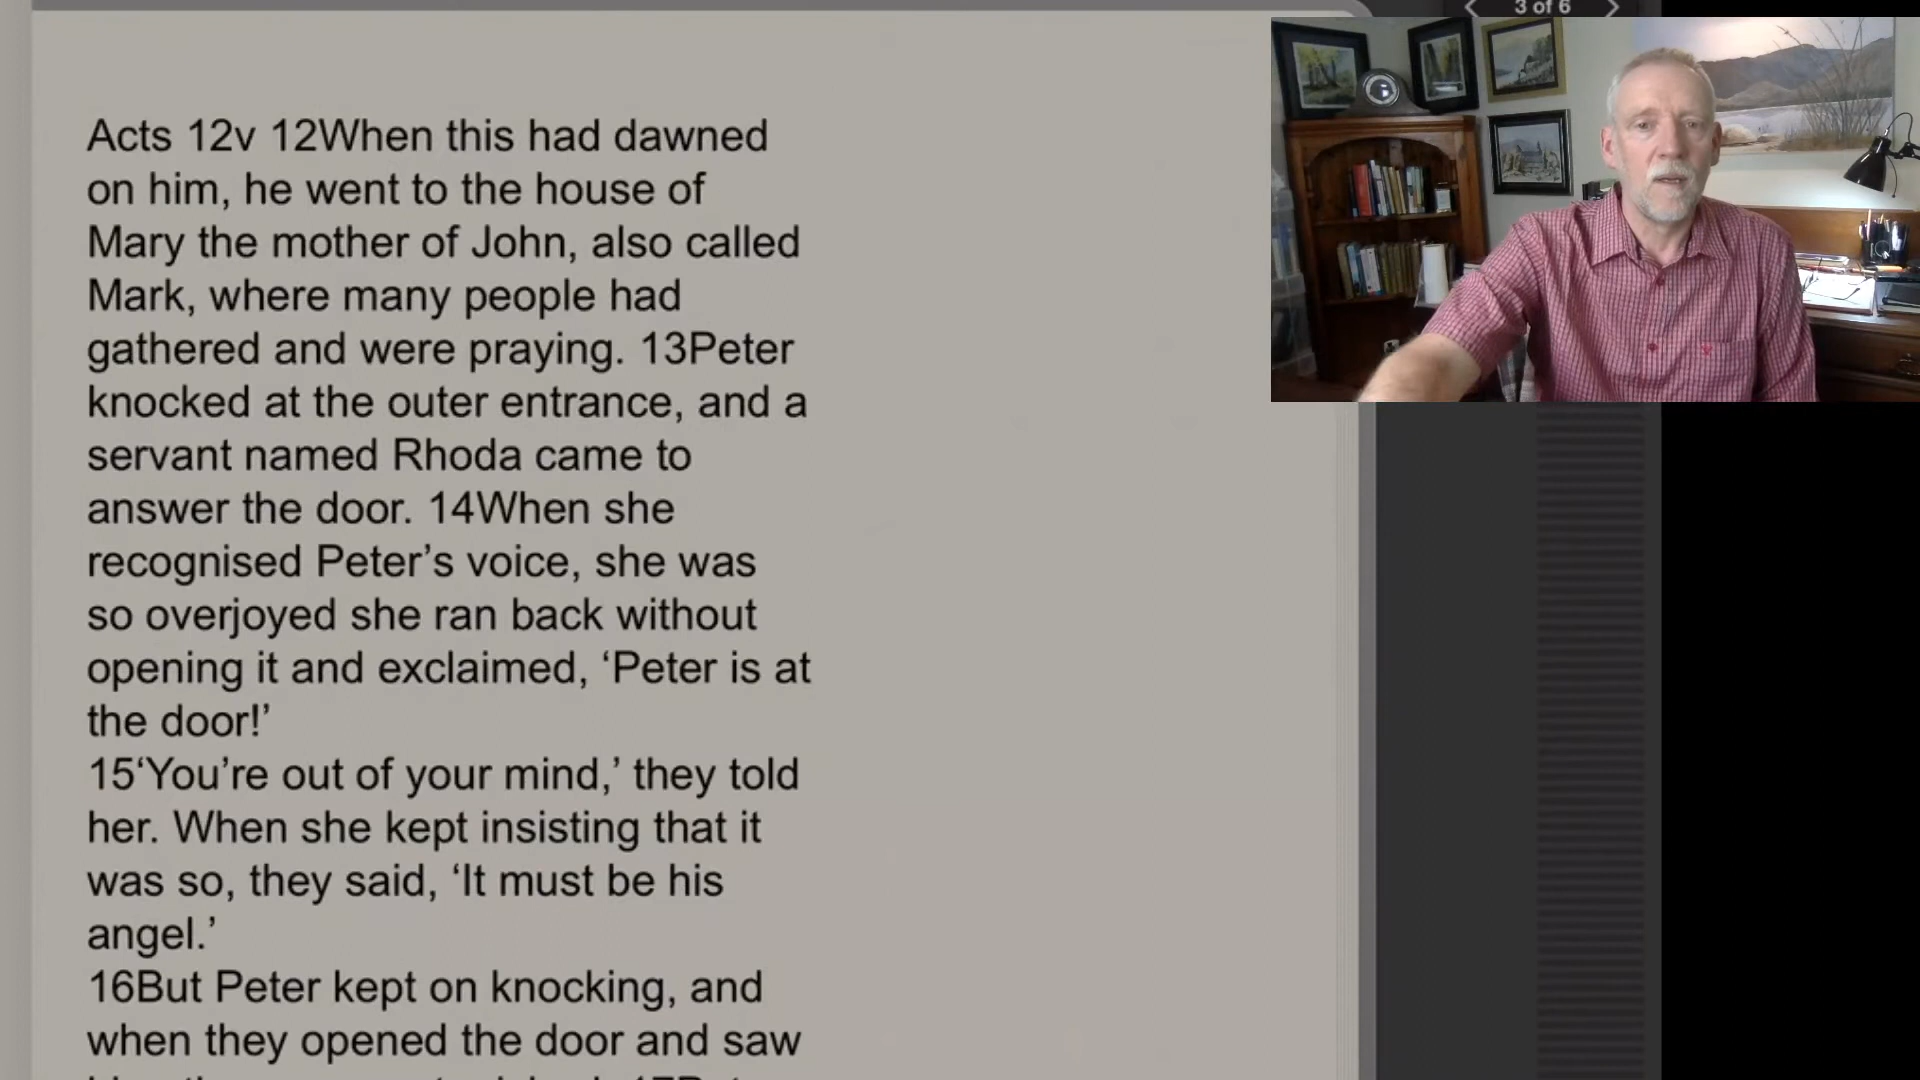 3 of 6
Acts 12v 12When this had dawned
on him, he went to the house of
Mary the mother of John, also called
Mark, where many people had
gathered and were praying. 13Peter
knocked at the outer entrance, and a
servant named Rhoda came to
answer the door. 14When she
recognised Peter’s voice, she was
so overjoyed she ran back without
opening it and exclaimed, ‘Peter is at
the door!’
15‘You’re out of your mind,’ they told
her. When she kept insisting that it
was so, they said, ‘It must be his
angel.’
16But Peter kept on knocking, and
when they opened the door and saw